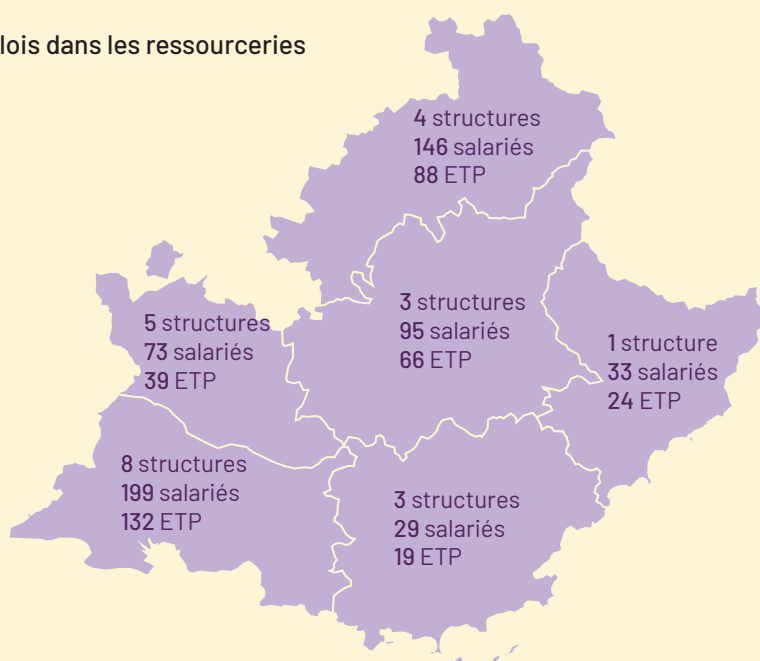 lois dans les ressourceries
4 structures
146 salariés
88 ETP
3 structures
95 salariés
66 ETP
5 structures
73 salariés
39 ETP
1 structure
33 salariés
24 ETP
8 structures
199 salariés
132 ETP
3 structures
29 salariés
19 ETP